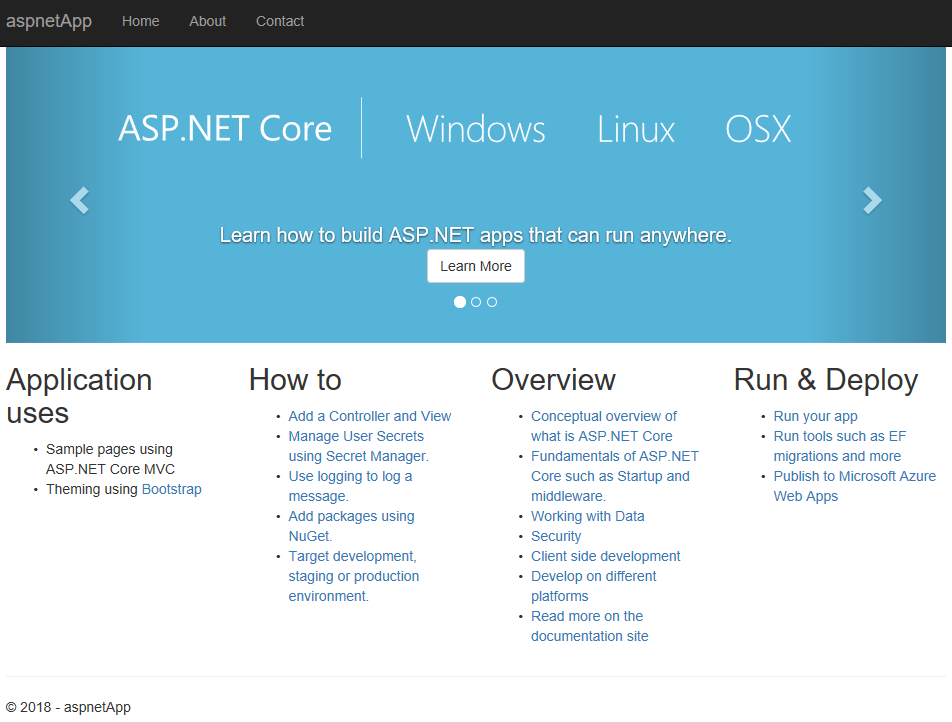 aspnetApp Home About Contact
ASP.NET Core Windows Linux OSX
Learn how to build ASP.NET apps that can run anywhere.
Learn More
Application
uses
Sample pages using
ASP.NET Core MVC
Theming using Bootstrap
How to
Add a Controller and View
Manage User Secrets
using Secret Manager.
Use logging to log a
message.
Add packages using
NuGet.
Target development,
staging or production
environment.
Overview
Conceptual overview of
what is ASP.NET Core
Fundamentals of ASP.NET
Core such as Startup and
middleware.
Working with Data
Security
Client side development
Develop on different
platforms
Read more on the
documentation site
Run & Deploy
Run your app
Run tools such as EF
migrations and more
Publish to Microsoft Azure
Web Apps
© 2018 - aspnetApp